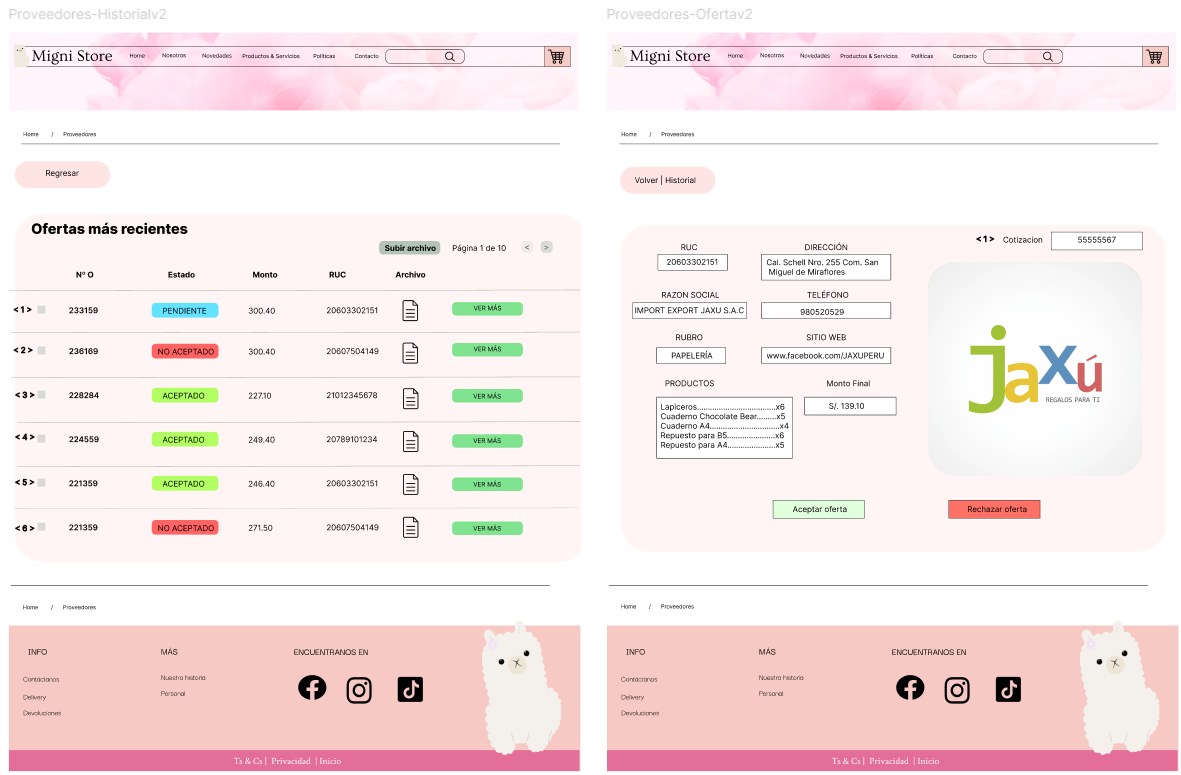 Proveedores-Historialv2
Migni Store Home Nosotros Novedades Productos & Servicios Políticas Contacto
Home / Proveedores
Regresar
Ofertas más recientes
Subir archivo Página 1 de 10 < >
Nº O Estado Monto RUC Archivo
< 1 > 233159 PENDIENTE 300.40 20603302151 VER MÁS
< 2 > 236169 NO ACEPTADO 300.40 20607504149 VER MÁS
< 3 > 228284 ACEPTADO 227.10 21012345678 VER MÁS
< 4 > 224559 ACEPTADO 249.40 20789101234 VER MÁS
< 5 > 221359 ACEPTADO 246.40 20603302151 VER MÁS
< 6 > 221359 NO ACEPTADO 271.50 20607504149 VER MÁS
Home / Proveedores
INFO MÁS ENCUENTRANOS EN
Contáctanos Nuestra historia
Delivery Personal
Devoluciones
Ts & Cs | Privacidad | Inicio
Proveedores-Ofertav2
Migni Store Home Nosotros Novedades Productos & Servicios Políticas Contacto
Home / Proveedores
Volver | Historial
< 1 > Cotizacion 55555567
RUC DIRECCIÓN
20603302151 Cal. Schell Nro. 255 Com. San
Miguel de Miraflores
RAZON SOCIAL TELÉFONO
IMPORT EXPORT JAXU S.A.C 980520529
RUBRO SITIO WEB
PAPELERÍA www.facebook.com/JAXUPERU
PRODUCTOS Monto Final
S/. 139.10
Lapiceros..................................x6
Cuaderno Chocolate Bear........x5
Cuaderno A4..............................x4
Repuesto para B5.....................x6
Repuesto para A4.....................x5
jaxú
REGALOS PARA TI
Aceptar oferta Rechazar oferta
Home / Proveedores
INFO MÁS ENCUENTRANOS EN
Contáctanos Nuestra historia
Delivery Personal
Devoluciones
Ts & Cs | Privacidad | Inicio